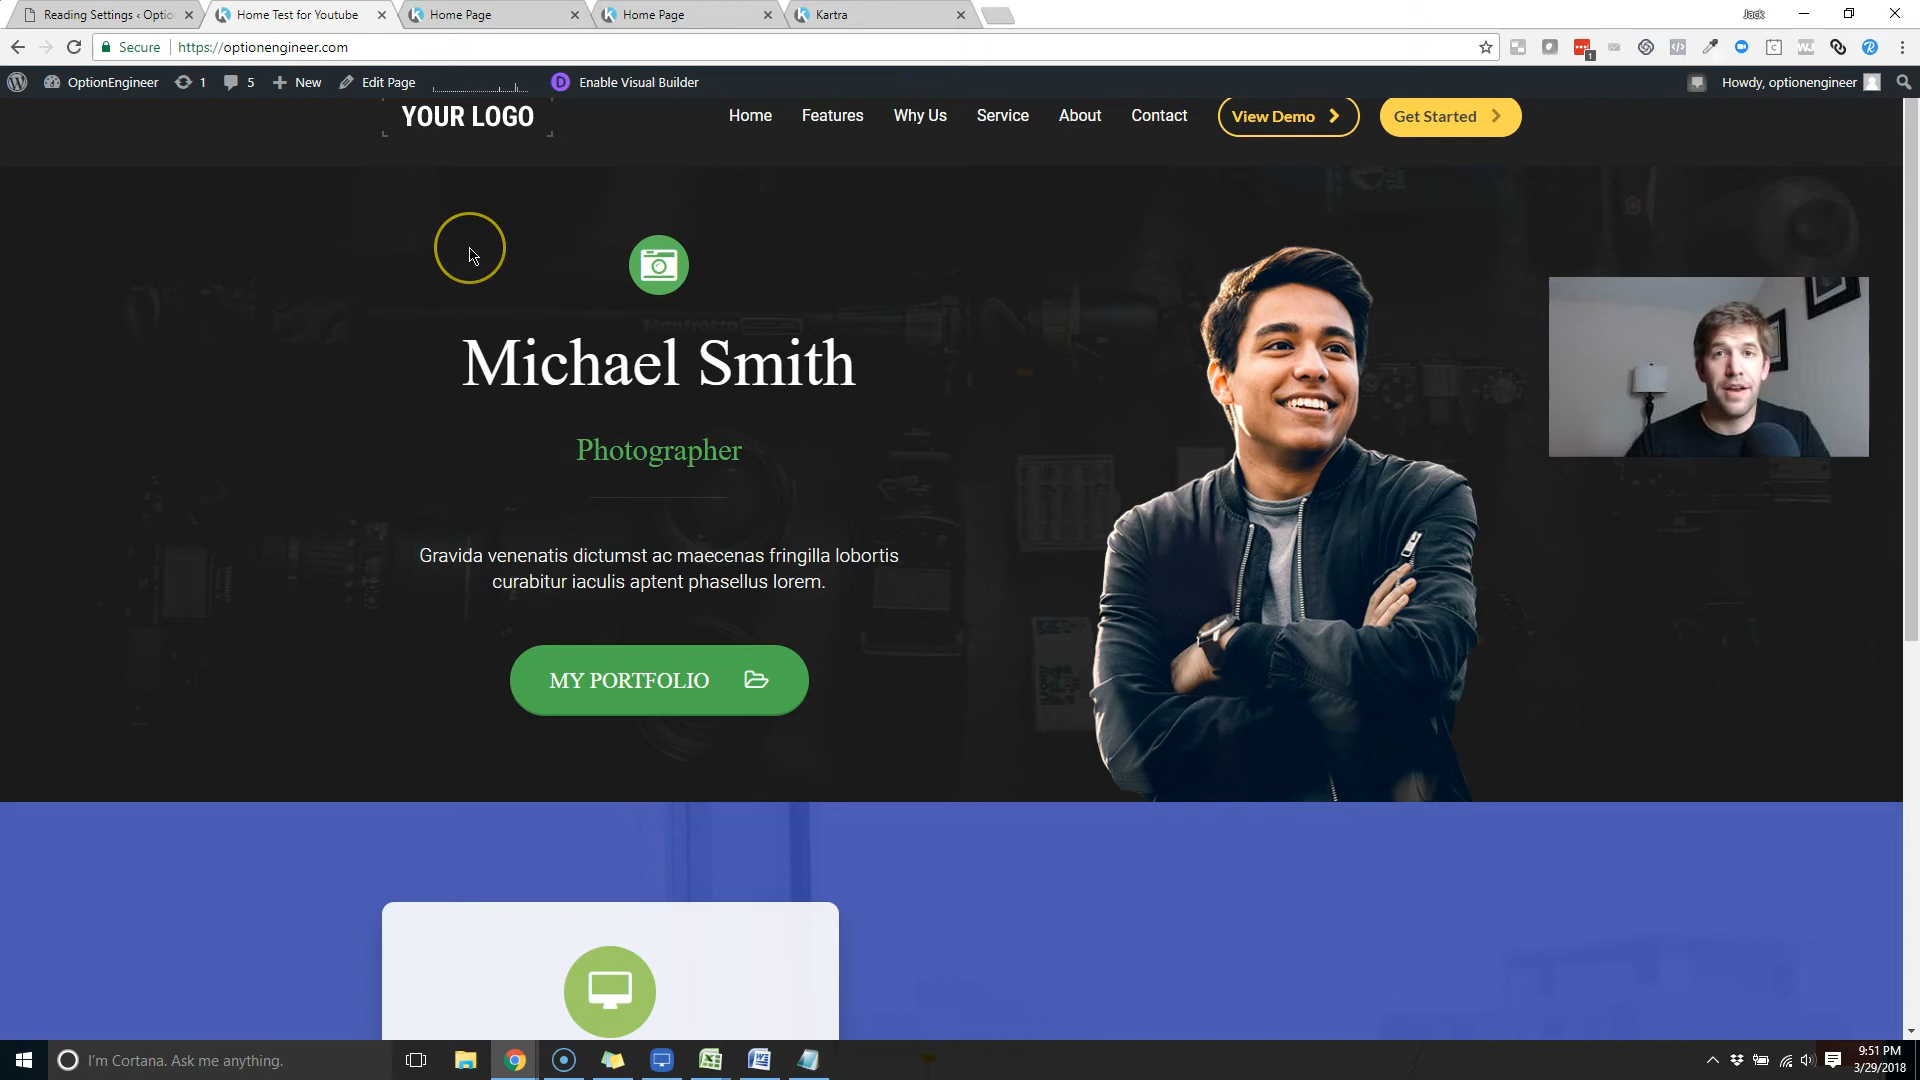 Reading Settings ‹ Optio
Home Test for Youtube
Home Page
Home Page
Kartra
Jack
Secure
https://optionengineer.com
1
OptionEngineer
1
5
New
Edit Page
D
Enable Visual Builder
Howdy, optionengineer
YOUR LOGO
Home
Features
Why Us
Service
About
Contact
View Demo
Get Started
Manfrotto
Michael Smith
Photographer
Gravida venenatis dictumst ac maecenas fringilla lobortis
curabitur iaculis aptent phasellus lorem.
MY PORTFOLIO
I'm Cortana. Ask me anything.
9:51 PM
3/29/2018